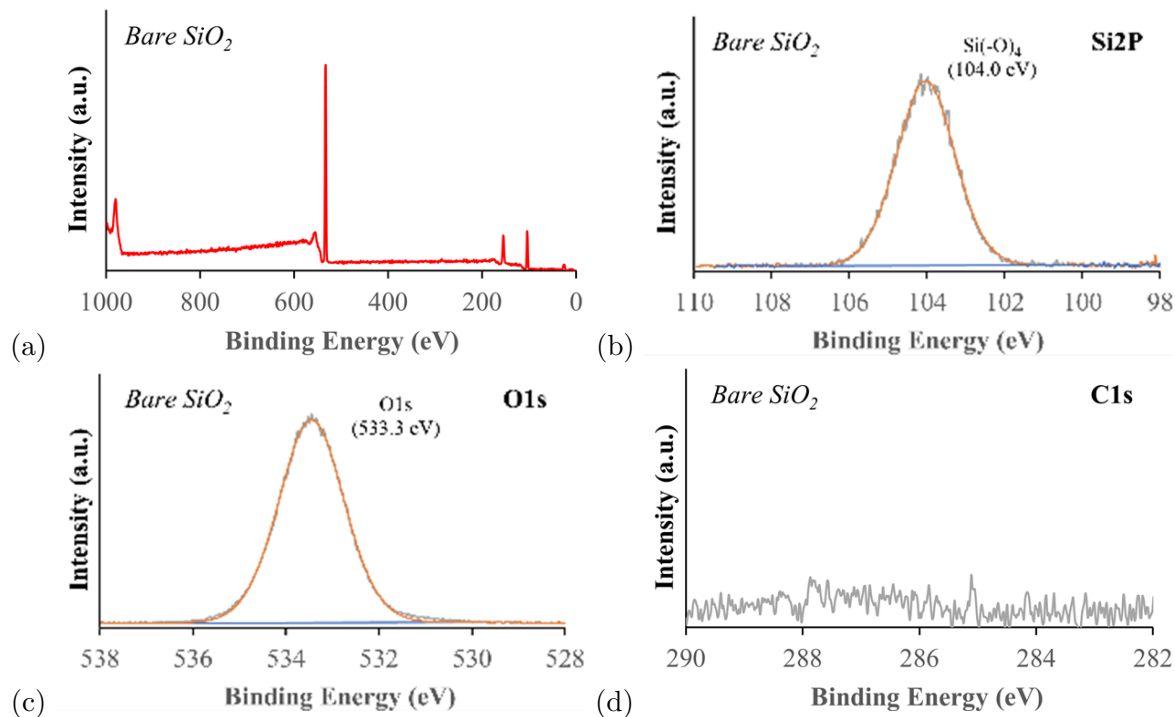 Bare SiO₂
Intensity (a.u.)
1000 800 600 400 200 0
Binding Energy (eV)
(a)
Bare SiO₂
Si(-O)₄
(104.0 eV)
Si2P
Intensity (a.u.)
110 108 106 104 102 100 98
Binding Energy (eV)
(b)
Bare SiO₂
O1s
(533.3 eV)
O1s
Intensity (a.u.)
538 536 534 532 530 528
Binding Energy (eV)
(c)
Bare SiO₂
C1s
Intensity (a.u.)
290 288 286 284 282
Binding Energy (eV)
(d)